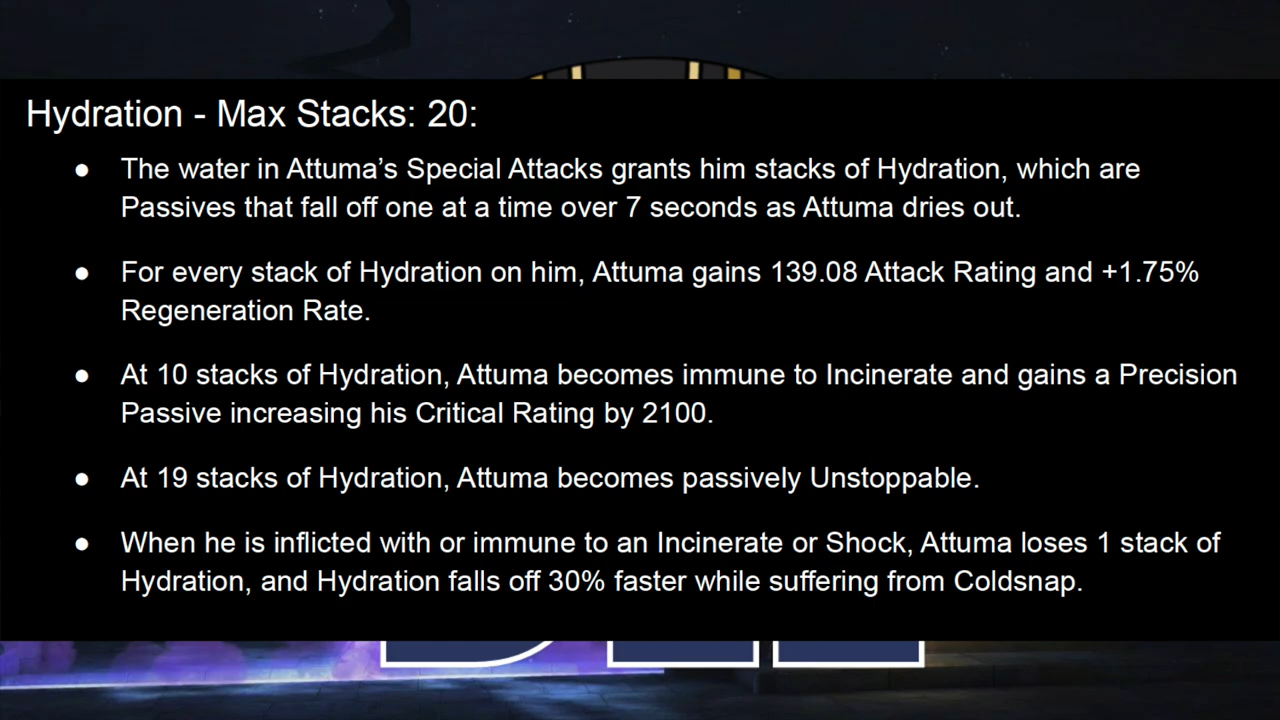 Hydration - Max Stacks: 20:
● The water in Attuma’s Special Attacks grants him stacks of Hydration, which are
Passives that fall off one at a time over 7 seconds as Attuma dries out.
● For every stack of Hydration on him, Attuma gains 139.08 Attack Rating and +1.75%
Regeneration Rate.
● At 10 stacks of Hydration, Attuma becomes immune to Incinerate and gains a Precision
Passive increasing his Critical Rating by 2100.
● At 19 stacks of Hydration, Attuma becomes passively Unstoppable.
● When he is inflicted with or immune to an Incinerate or Shock, Attuma loses 1 stack of
Hydration, and Hydration falls off 30% faster while suffering from Coldsnap.